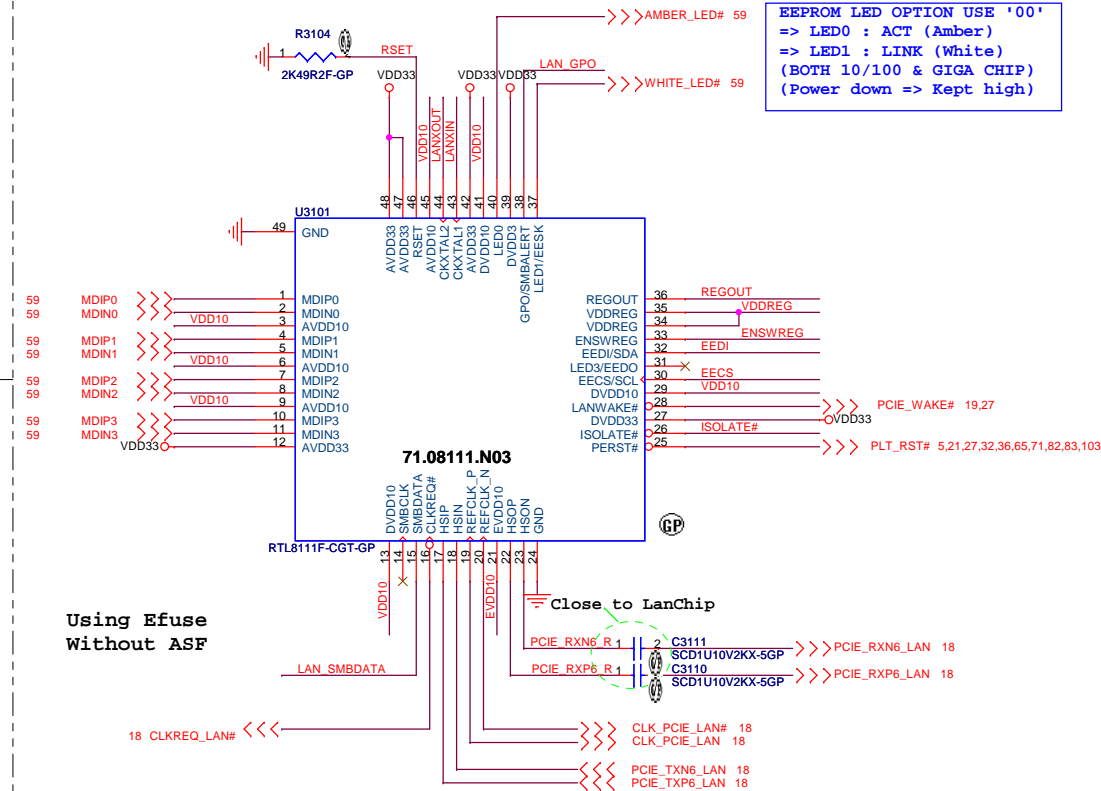 AMBER_LED# 59
EEPROM LED OPTION USE '00'
=> LED0 : ACT (Amber)
=> LED1 : LINK (White)
(BOTH 10/100 & GIGA CHIP)
(Power down => Kept high)
R3104
1
2
RSET
2K49R2F-GP
VDD33
VDD33
VDD33
LAN_GPO
WHITE_LED# 59
VDD10
LANXOUT
LANXIN
VDD10
48
47
46
45
44
43
42
41
40
39
38
37
U3101
AVDD33
AVDD33
RSET
AVDD10
CKXTAL2
CKXTAL1
AVDD33
DVDD10
LED0
DVDD3
GPO/SMBALERT
LED1/EESK
49 GND
59 MDIP0 1 MDIP0
59 MDIN0 2 MDIN0
VDD10 3 AVDD10
59 MDIP1 4 MDIP1
59 MDIN1 5 MDIN1
VDD10 6 AVDD10
59 MDIP2 7 MDIP2
59 MDIN2 8 MDIN2
VDD10 9 AVDD10
59 MDIP3 10 MDIP3
59 MDIN3 11 MDIN3
VDD33 12 AVDD33
REGOUT 36 REGOUT
VDDREG 35 VDDREG
VDDREG 34
ENSWREG 33 ENSWREG
EEDI/SDA 32 EEDI
LED3/EEDO 31
EECS/SCL 30 EECS
DVDD10 29 VDD10
LANWAKE# 28 PCIE_WAKE# 19,27
DVDD33 27 VDD33
ISOLATE# 26 ISOLATE#
PERST# 25 PLT_RST# 5,21,27,32,36,65,71,82,83,103
71.08111.N03
DVDD10
SMBCLK
SMBDATA
CLKREQ#
HSIP
HSIN
REFCLK_P
REFCLK_N
EVDD10
HSOP
HSON
GND
GP
RTL8111F-CGT-GP
13
14
15
16
17
18
19
20
21
22
23
24
VDD10
EVDD10
Close to LanChip
Using Efuse
Without ASF
PCIE_RXN6_R 1 2 C3111
SCD1U10V2KX-5GP
PCIE_RXN6_LAN 18
LAN_SMBDATA
PCIE_RXP6_R 1 C3110
SCD1U10V2KX-5GP
PCIE_RXP6_LAN 18
18 CLKREQ_LAN#
CLK_PCIE_LAN# 18
CLK_PCIE_LAN 18
PCIE_TXN6_LAN 18
PCIE_TXP6_LAN 18